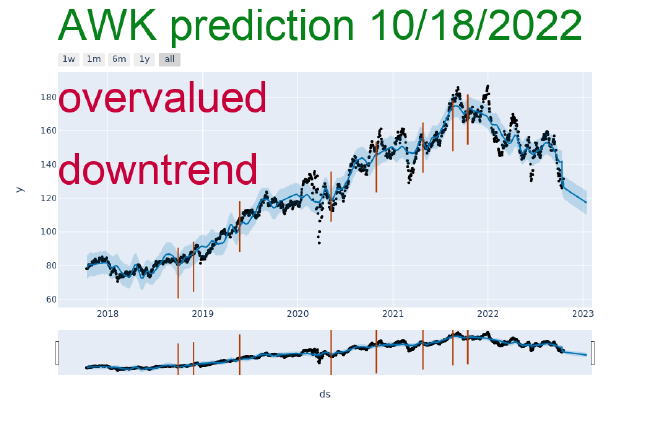 AWK prediction 10/18/2022
1w 1m 6m 1y all
overvalued
downtrend
y
180
160
140
120
100
80
60
2018 2019 2020 2021 2022 2023
ds